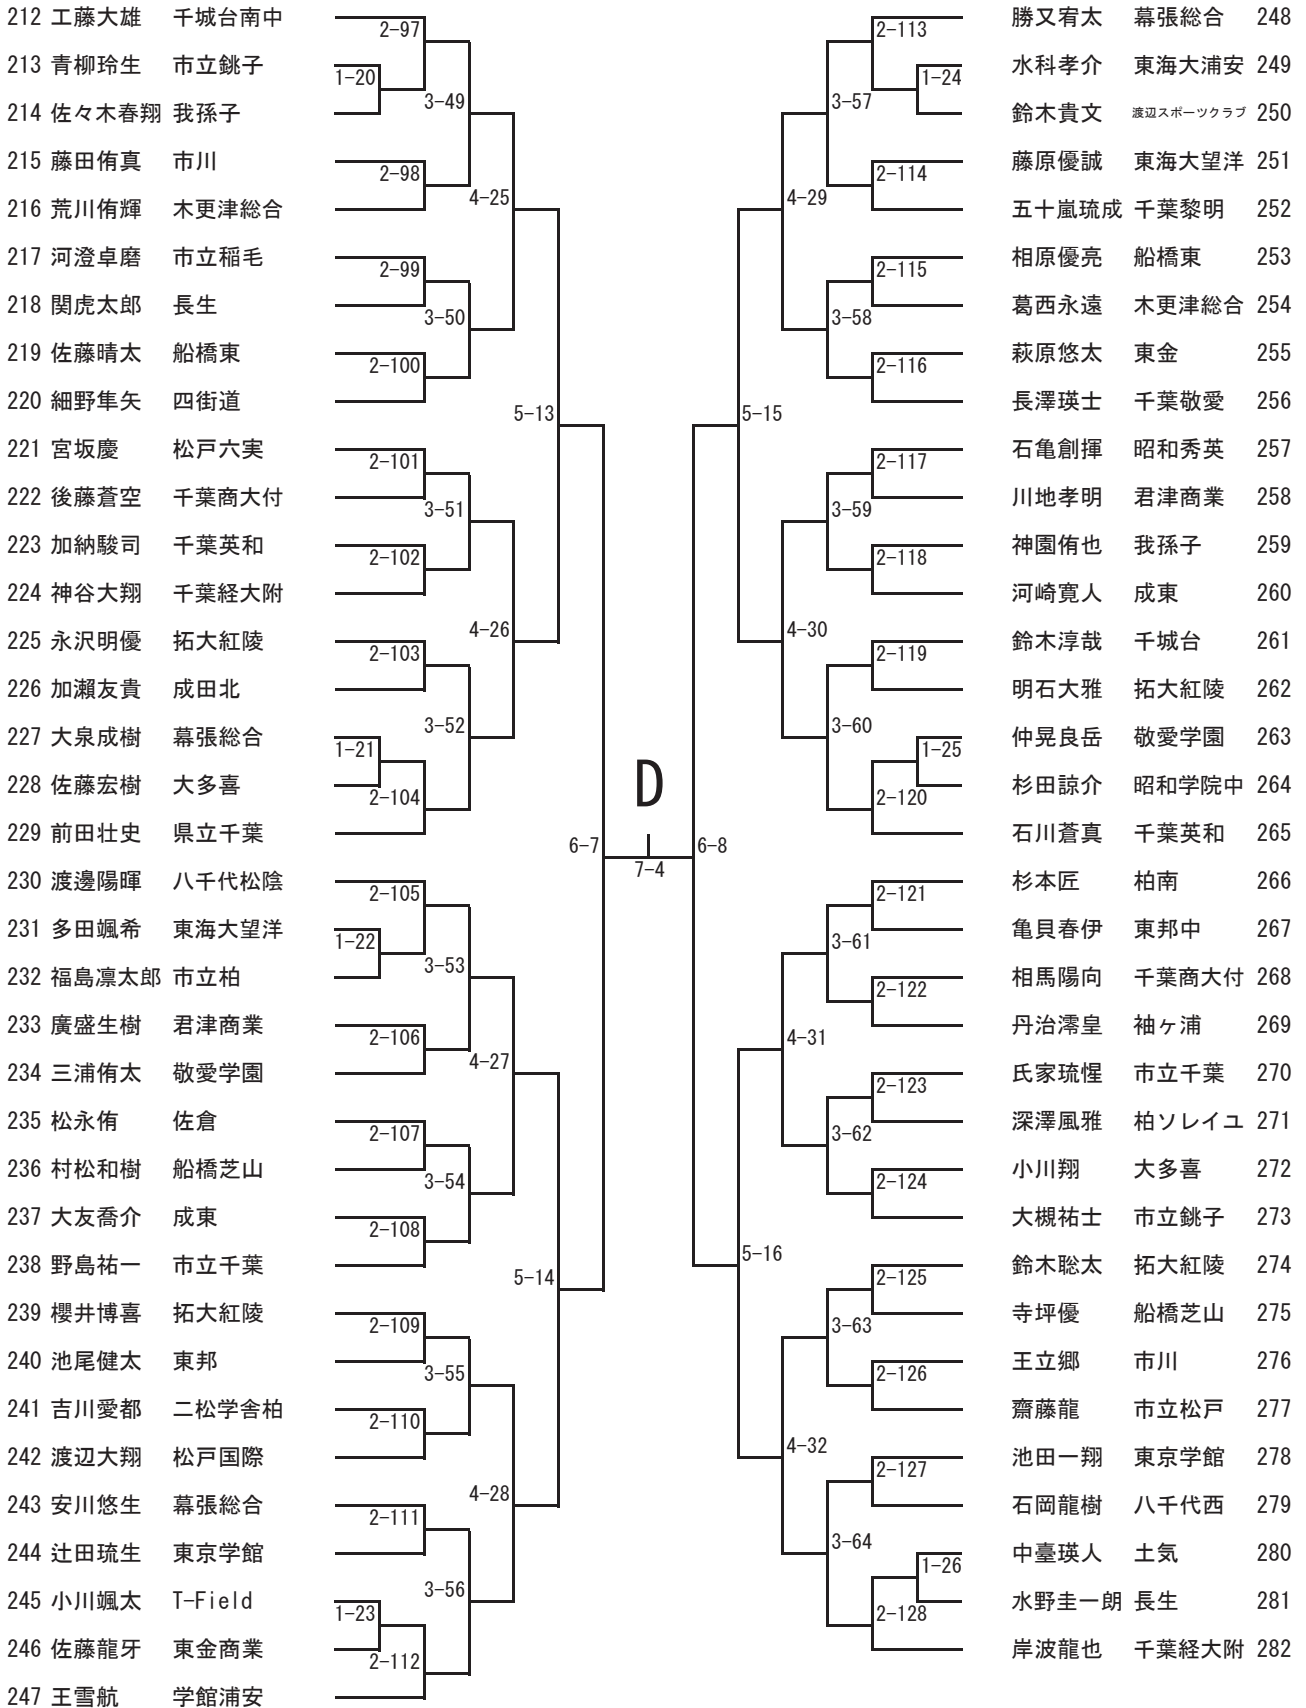 212 工藤大雄 千城台南中
213 青柳玲生 市立銚子
214 佐々木春翔 我孫子
215 藤田侑真 市川
216 荒川侑輝 木更津総合
217 河澄卓磨 市立稲毛
218 関虎太郎 長生
219 佐藤晴太 船橋東
220 細野隼矢 四街道
221 宮坂慶 松戸六実
222 後藤蒼空 千葉商大付
223 加納駿司 千葉英和
224 神谷大翔 千葉経大附
225 永沢明優 拓大紅陵
226 加瀬友貴 成田北
227 大泉成樹 幕張総合
228 佐藤宏樹 大多喜
229 前田壮史 県立千葉
230 渡邊陽暉 八千代松陰
231 多田颯希 東海大望洋
232 福島凛太郎 市立柏
233 廣盛生樹 君津商業
234 三浦侑太 敬愛学園
235 松永侑 佐倉
236 村松和樹 船橋芝山
237 大友喬介 成東
238 野島祐一 市立千葉
239 櫻井博喜 拓大紅陵
240 池尾健太 東邦
241 吉川愛都 二松学舎柏
242 渡辺大翔 松戸国際
243 安川悠生 幕張総合
244 辻田琉生 東京学館
245 小川颯太 T-Field
246 佐藤龍牙 東金商業
247 王雪航 学館浦安
1-20
1-21
1-22
1-23
2-97
2-98
2-99
2-100
2-101
2-102
2-103
2-104
2-105
2-106
2-107
2-108
2-109
2-110
2-111
2-112
3-49
3-50
3-51
3-52
3-53
3-54
3-55
3-56
4-25
4-26
4-27
4-28
5-13
5-14
6-7
D
7-4
6-8
5-15
5-16
4-29
4-30
4-31
4-32
3-57
3-58
3-59
3-60
3-61
3-62
3-63
3-64
2-113
2-114
2-115
2-116
2-117
2-118
2-119
2-120
2-121
2-122
2-123
2-124
2-125
2-126
2-127
2-128
1-24
1-25
1-26
勝又宥太 幕張総合 248
水科孝介 東海大浦安 249
鈴木貴文 渡辺スポーツクラブ 250
藤原優誠 東海大望洋 251
五十嵐琉成 千葉黎明 252
相原優亮 船橋東 253
葛西永遠 木更津総合 254
萩原悠太 東金 255
長澤瑛士 千葉敬愛 256
石亀創揮 昭和秀英 257
川地孝明 君津商業 258
神園侑也 我孫子 259
河崎寛人 成東 260
鈴木淳哉 千城台 261
明石大雅 拓大紅陵 262
仲晃良岳 敬愛学園 263
杉田諒介 昭和学院中 264
石川蒼真 千葉英和 265
杉本匠 柏南 266
亀貝春伊 東邦中 267
相馬陽向 千葉商大付 268
丹治澪皇 袖ヶ浦 269
氏家琉惺 市立千葉 270
深澤風雅 柏ソレイユ 271
小川翔 大多喜 272
大槻祐士 市立銚子 273
鈴木聡太 拓大紅陵 274
寺坪優 船橋芝山 275
王立郷 市川 276
齋藤龍 市立松戸 277
池田一翔 東京学館 278
石岡龍樹 八千代西 279
中臺瑛人 土気 280
水野圭一朗 長生 281
岸波龍也 千葉経大附 282